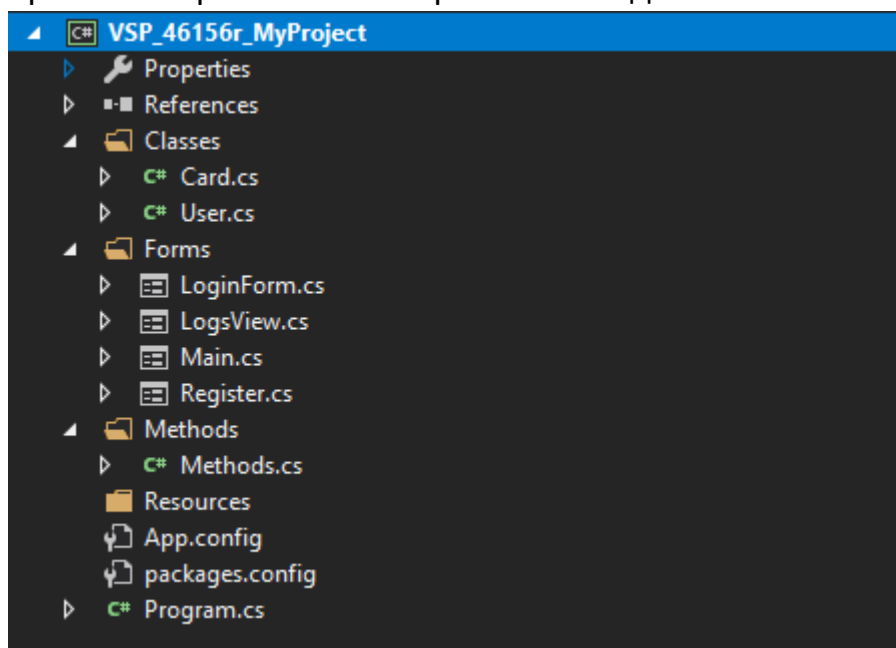 VSP_46156r_MyProject
Properties
References
Classes
C# Card.cs
C# User.cs
Forms
LoginForm.cs
LogsView.cs
Main.cs
Register.cs
Methods
C# Methods.cs
Resources
App.config
packages.config
C# Program.cs